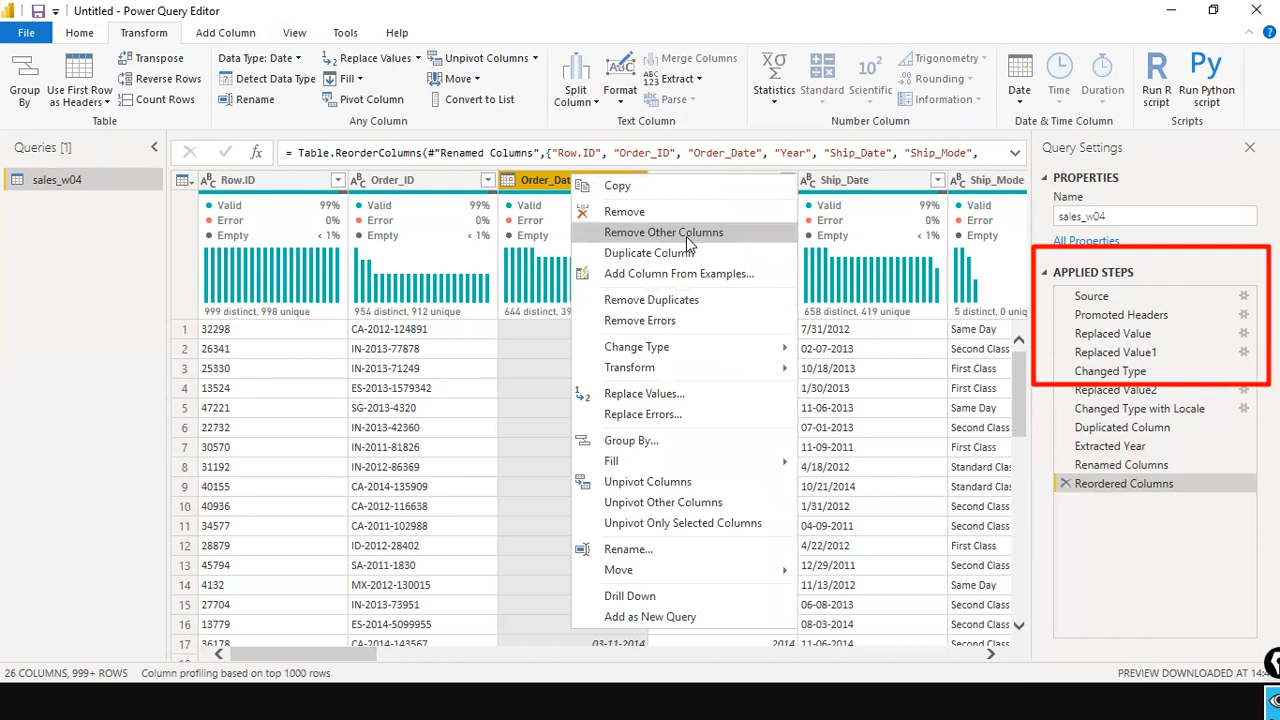 Untitled - Power Query Editor
File Home Transform Add Column View Tools Help
Group By
Use First Row as Headers
Transpose
Reverse Rows
Count Rows
Table
Data Type: Date
Detect Data Type
Rename
Replace Values
Fill
Pivot Column
Unpivot Columns
Move
Convert to List
Any Column
Split Column
Format
Merge Columns
Extract
Parse
Text Column
Statistics
Standard
Scientific
Trigonometry
Rounding
Information
Number Column
Date
Time
Duration
Date & Time Column
Run R script
Run Python script
Scripts
Queries [1]
sales_w04
= Table.ReorderColumns(#"Renamed Columns",{"Row.ID", "Order_ID", "Order_Date", "Year", "Ship_Date", "Ship_Mode",
Row.ID Order_ID Ship_Date Ship_Mode
Valid 99% Valid 99% Valid Valid 99% Valid
Error 0% Error 0% Error Error 0% Error
Empty < 1% Empty < 1% Empty Empty < 1% Empty
999 distinct, 998 unique 954 distinct, 912 unique 658 distinct, 419 unique
1 32298 CA-2012-124891 7/31/2012 Same Day
2 26341 IN-2013-77878 02-07-2013 Second Class
3 25330 IN-2013-71249 10/18/2013 First Class
4 13524 ES-2013-1579342 1/30/2013 First Class
5 47221 SG-2013-4320 11-06-2013 Same Day
6 22732 IN-2013-42360 07-01-2013 Second Class
7 30570 IN-2011-81826 11-09-2011 First Class
8 31192 IN-2012-86369 4/18/2012 Standard Clas
9 40155 CA-2014-135909 10/21/2014 Standard Clas
10 40936 CA-2012-116638 1/31/2012 Second Class
11 34577 CA-2011-102988 04-09-2011 Second Class
12 28879 ID-2012-28402 4/22/2012 First Class
13 45794 SA-2011-1830 12/29/2011 Second Class
14 4132 MX-2012-130015 11/13/2012 Same Day
15 27704 IN-2013-73951 06-08-2013 Second Class
16 13779 ES-2014-5099955 08-03-2014 Second Class
17 36178 CA-2014-143567 03-11-2014 2014 11-06-2014 Second Class
Copy
Remove
Remove Other Columns
Duplicate Column
Add Column From Examples...
Remove Duplicates
Remove Errors
Change Type
Transform
Replace Values...
Replace Errors...
Group By...
Fill
Unpivot Columns
Unpivot Other Columns
Unpivot Only Selected Columns
Rename...
Move
Drill Down
Add as New Query
Query Settings
PROPERTIES
Name
sales_w04
All Properties
APPLIED STEPS
Source
Promoted Headers
Replaced Value
Replaced Value1
Changed Type
Replaced Value2
Changed Type with Locale
Duplicated Column
Extracted Year
Renamed Columns
Reordered Columns
26 COLUMNS, 999+ ROWS Column profiling based on top 1000 rows PREVIEW DOWNLOADED AT